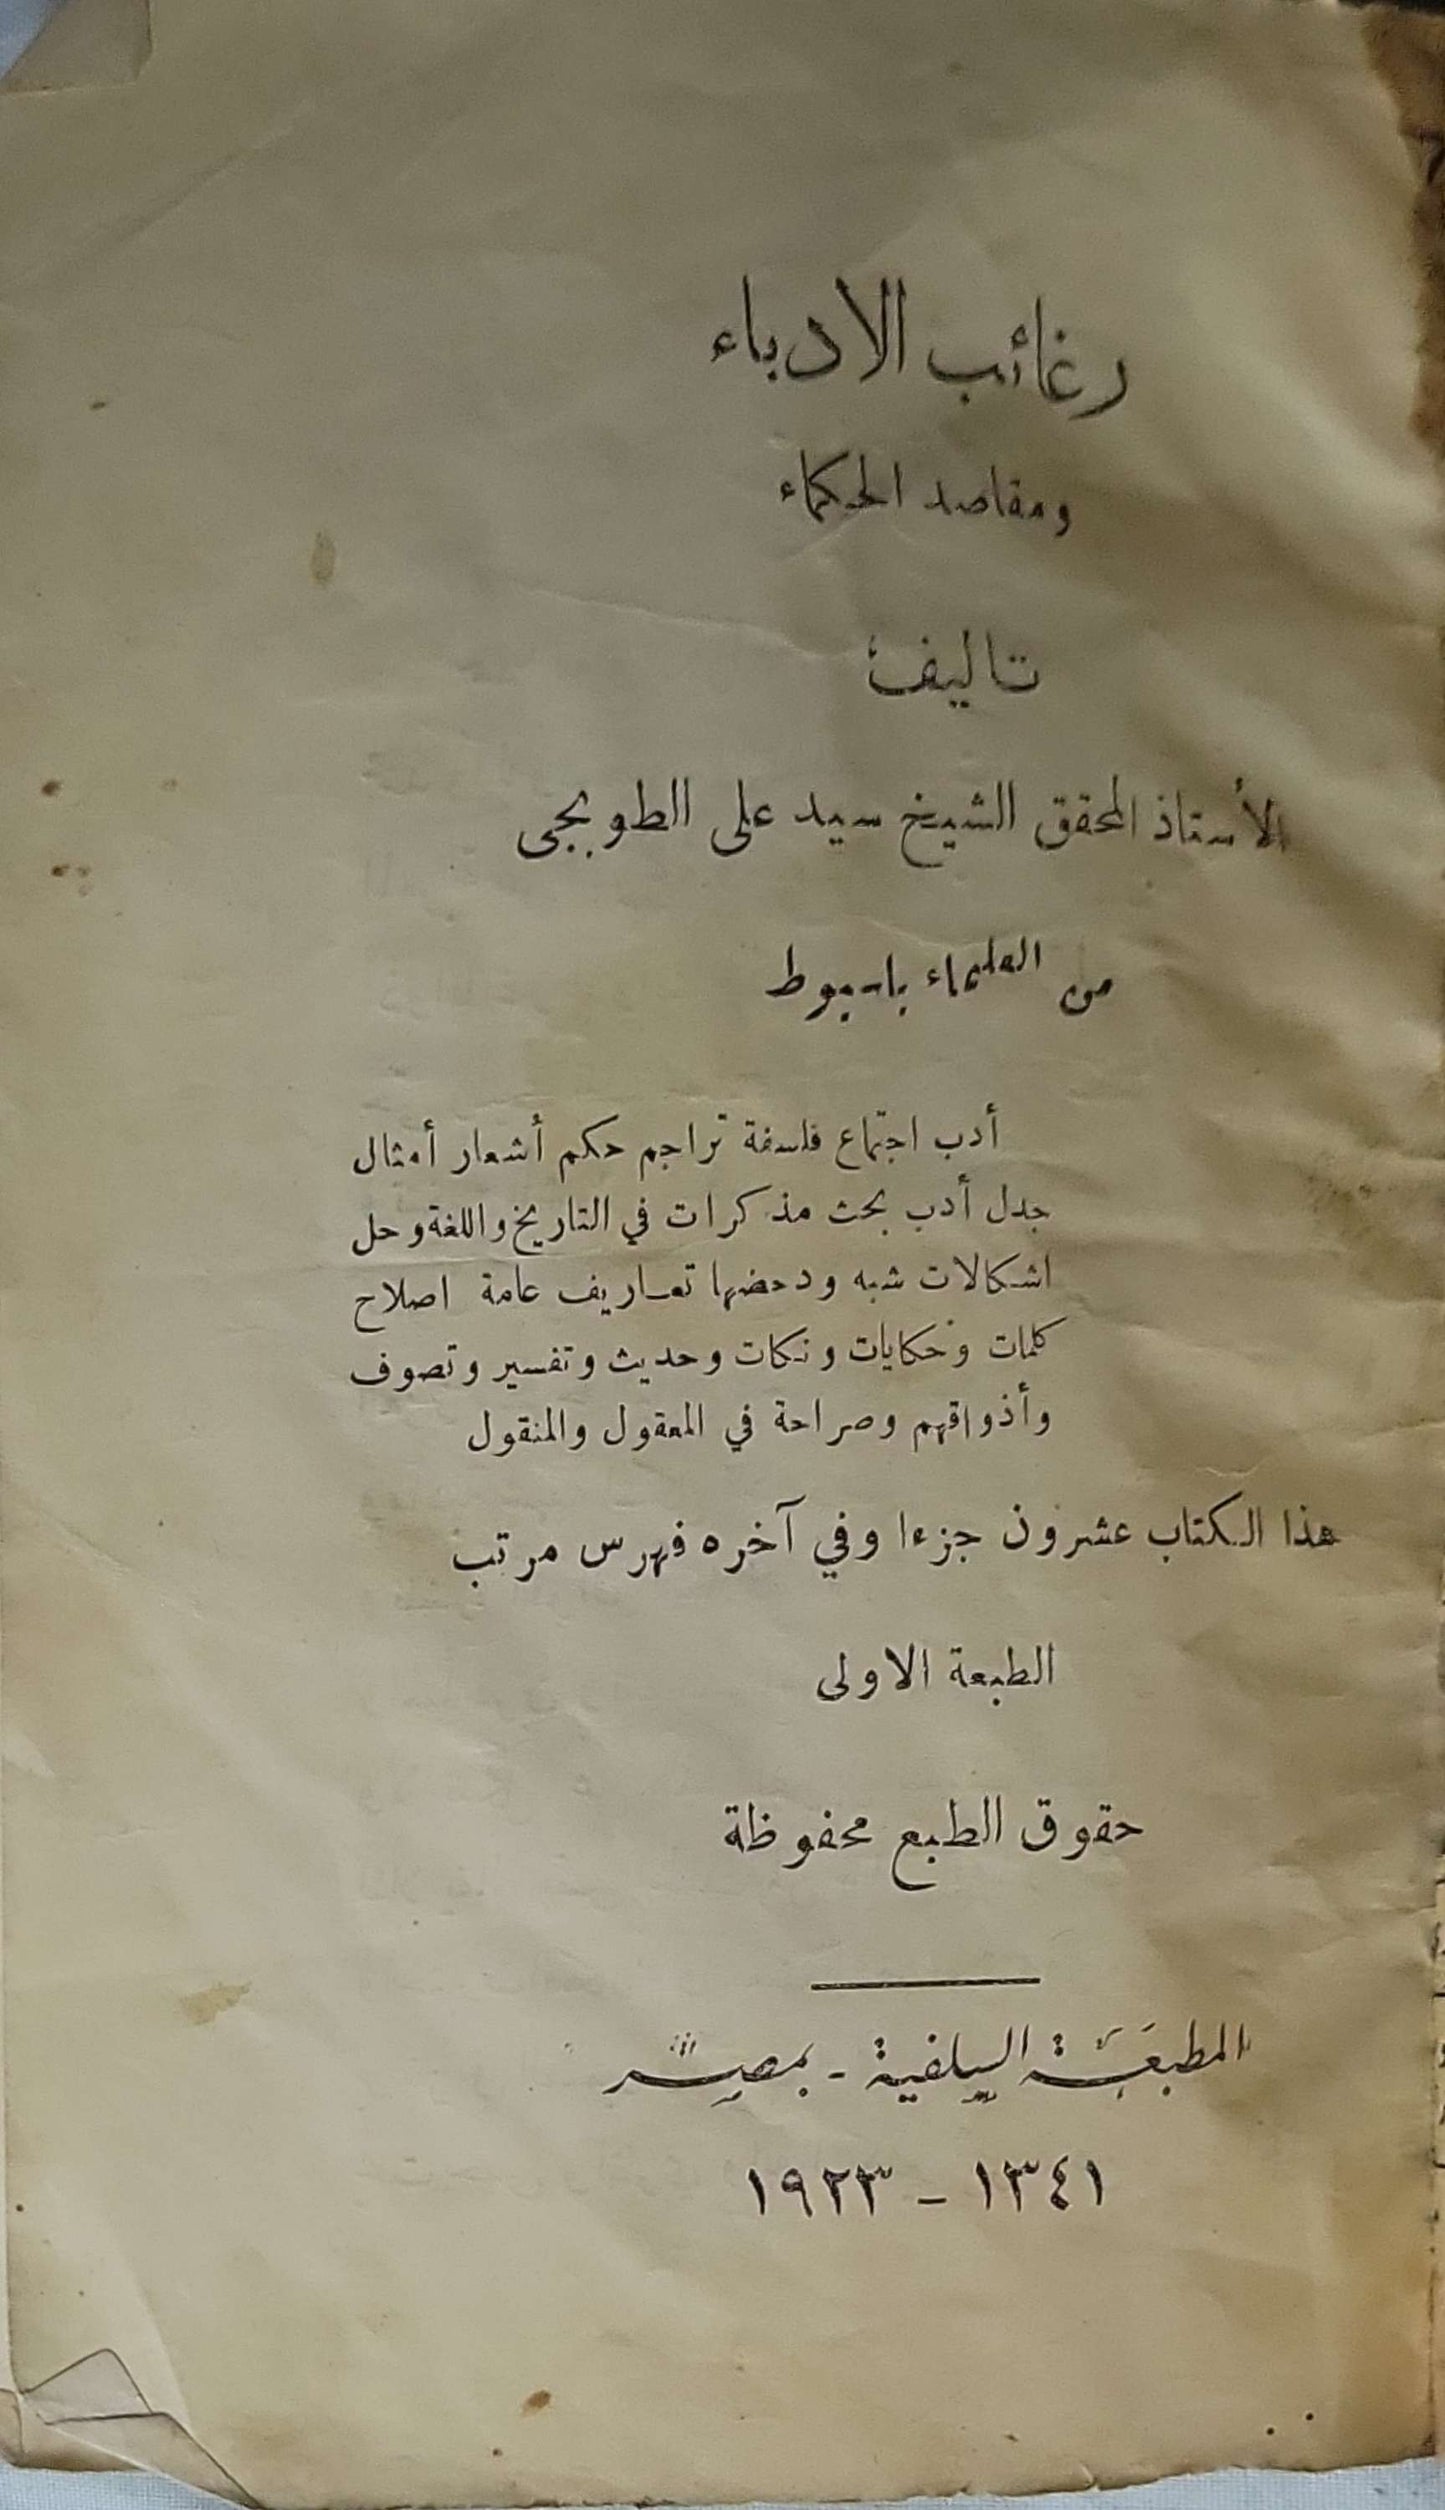 رغائب الادباء
ومقاصد الحكماء
تاليف
الأستاذ المحقق الشيخ سيد على الطوبجى
من العلماء باسيوط
أدب اجتماع فلسفة تراجم حكم أشعار أمثال
جدل أدب بحث مذكرات في التاريخ واللغة وحل
اشكالات شبه ودحضها تعاريف عامة اصلاح
كلمات وحكايات ونكات وحديث وتفسير وتصوف
وأذواقهم وصراحة في المعقول والمنقول
هذا الكتاب عشرون جزءا وفي آخره فهرس مرتب
الطبعة الاولى
حقوق الطبع محفوظة
المطبعة السلفية - بمصر
١٣٤١ - ١٩٢٣